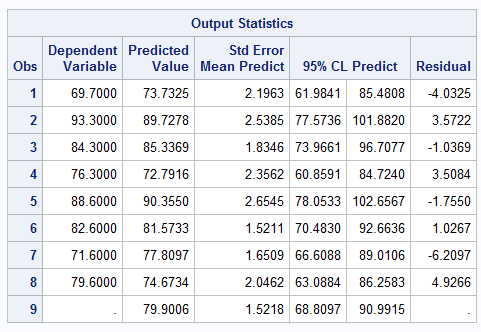 Output Statistics
Obs Dependent Variable Predicted Value Std Error Mean Predict 95% CL Predict Residual
1 69.7000 73.7325 2.1963 61.9841 85.4808 -4.0325
2 93.3000 89.7278 2.5385 77.5736 101.8820 3.5722
3 84.3000 85.3369 1.8346 73.9661 96.7077 -1.0369
4 76.3000 72.7916 2.3562 60.8591 84.7240 3.5084
5 88.6000 90.3550 2.6545 78.0533 102.6567 -1.7550
6 82.6000 81.5733 1.5211 70.4830 92.6636 1.0267
7 71.6000 77.8097 1.6509 66.6088 89.0106 -6.2097
8 79.6000 74.6734 2.0462 63.0884 86.2583 4.9266
9 . 79.9006 1.5218 68.8097 90.9915 .